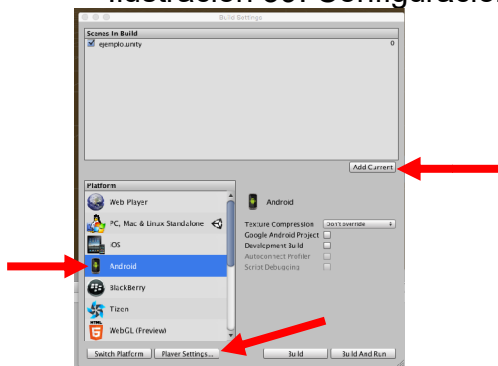 Ilustración 60. Configuración
Build Settings
Scenes In Build
ejemplo.unity 0
Add Current
Platform
Web Player
PC, Mac & Linux Standalone
iOS
Android
BlackBerry
Tizen
HTML
WebGL (Preview)
Android
Texture Compression Don't override
Google Android Project
Development Build
Autoconnect Profiler
Script Debugging
Switch Platform
Player Settings...
Build
Build And Run